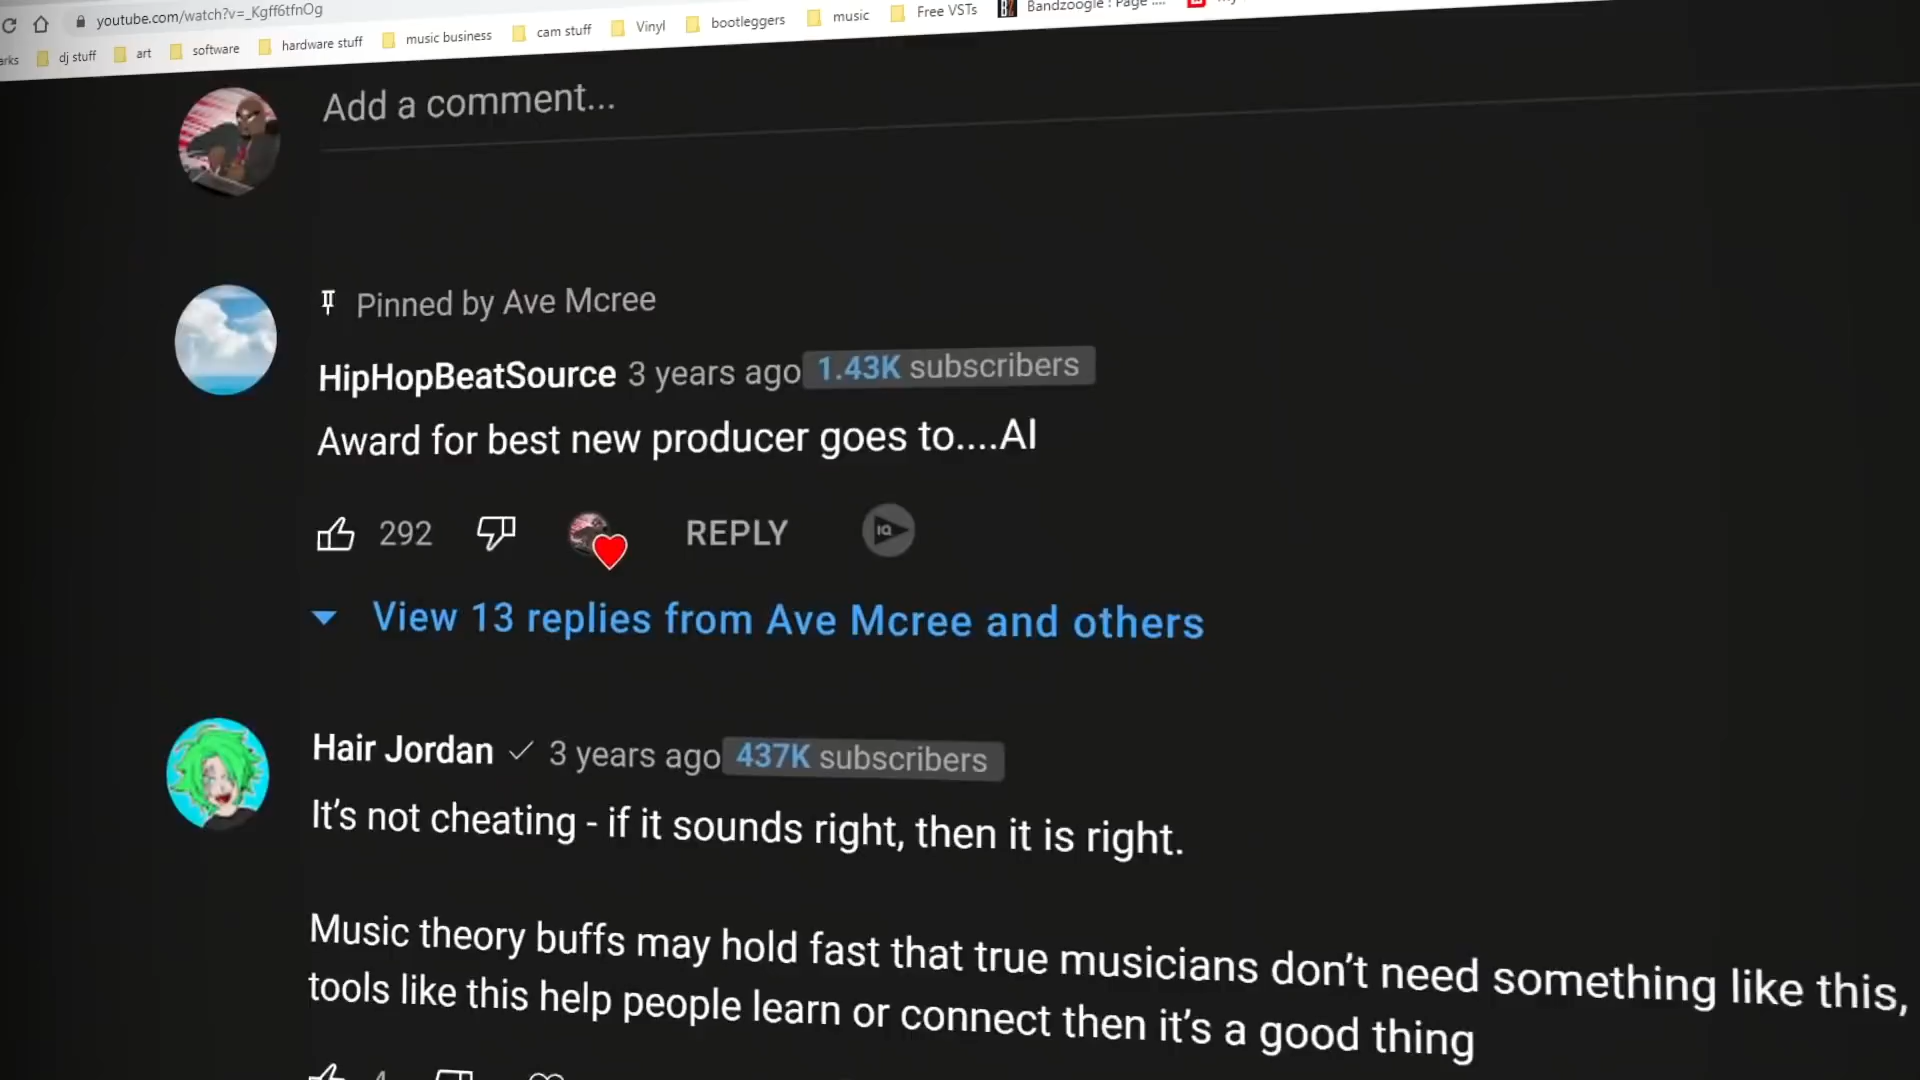 youtube.com/watch?v=_Kgff6tfnOg
arks dj stuff art software hardware stuff music business cam stuff Vinyl bootleggers music Free VSTs Bandzoogle : Page ....
Add a comment...
Pinned by Ave Mcree
HipHopBeatSource 3 years ago 1.43K subscribers
Award for best new producer goes to....AI
292 REPLY
IQ
View 13 replies from Ave Mcree and others
Hair Jordan 3 years ago 437K subscribers
It's not cheating - if it sounds right, then it is right.
Music theory buffs may hold fast that true musicians don't need something like this,
tools like this help people learn or connect then it's a good thing